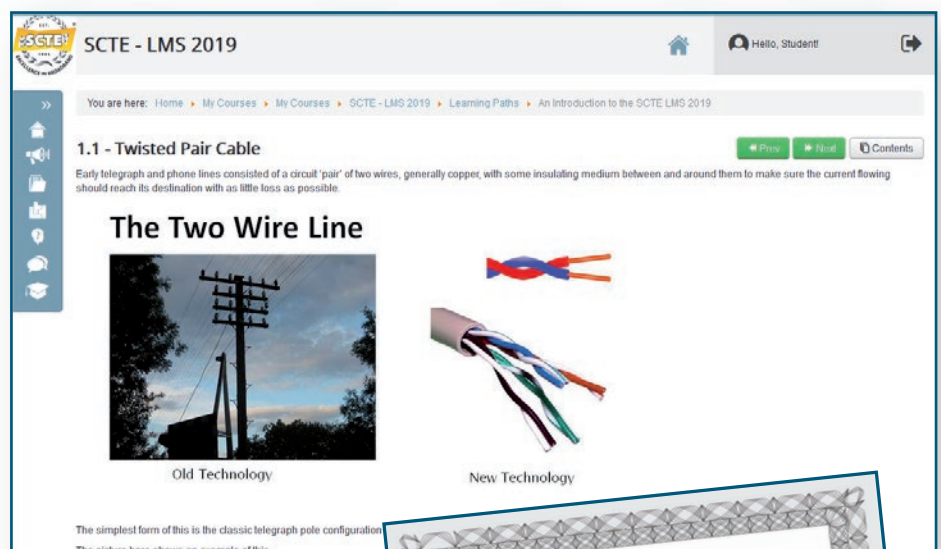 SCTE
SCTE - LMS 2019
Hello, Student!
You are here: Home ▸ My Courses ▸ My Courses ▸ SCTE - LMS 2019 ▸ Learning Paths ▸ An Introduction to the SCTE LMS 2019
1.1 - Twisted Pair Cable
Prev
Next
Contents
Early telegraph and phone lines consisted of a circuit 'pair' of two wires, generally copper, with some insulating medium between and around them to make sure the current flowing
should reach its destination with as little loss as possible.
The Two Wire Line
Old Technology
New Technology
The simplest form of this is the classic telegraph pole configuration